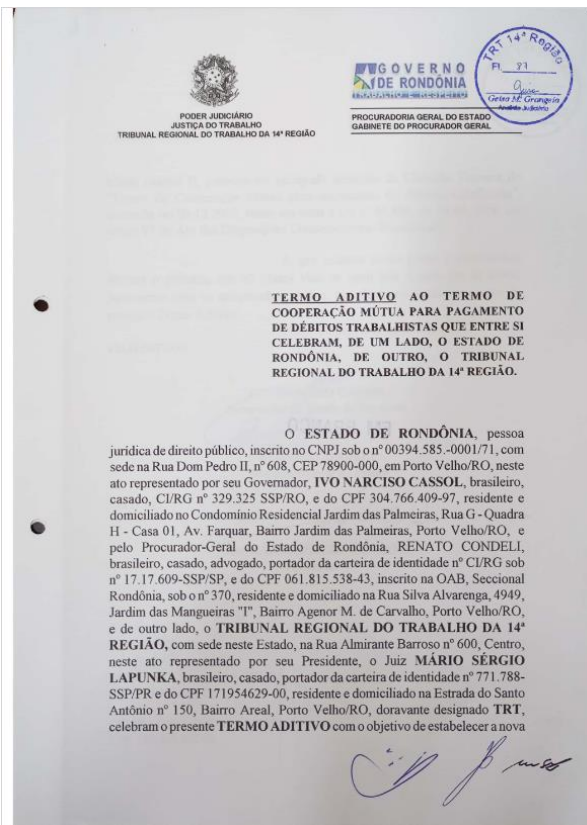 TRT 14ª Região
Fl. 87
Geisa M. Grangeia
GOVERNO
DE RONDÔNIA
TRABALHO E RESPEITO
PODER JUDICIÁRIO
JUSTIÇA DO TRABALHO
TRIBUNAL REGIONAL DO TRABALHO DA 14ª REGIÃO
PROCURADORIA GERAL DO ESTADO
GABINETE DO PROCURADOR GERAL
TERMO ADITIVO AO TERMO DE
COOPERAÇÃO MÚTUA PARA PAGAMENTO
DE DÉBITOS TRABALHISTAS QUE ENTRE SI
CELEBRAM, DE UM LADO, O ESTADO DE
RONDÔNIA, DE OUTRO, O TRIBUNAL
REGIONAL DO TRABALHO DA 14ª REGIÃO.
O ESTADO DE RONDÔNIA, pessoa
jurídica de direito público, inscrito no CNPJ sob o nº 00394.585.-0001/71, com
sede na Rua Dom Pedro II, nº 608, CEP 78900-000, em Porto Velho/RO, neste
ato representado por seu Governador, IVO NARCISO CASSOL, brasileiro,
casado, CI/RG nº 329.325 SSP/RO, e do CPF 304.766.409-97, residente e
domiciliado no Condomínio Residencial Jardim das Palmeiras, Rua G - Quadra
H - Casa 01, Av. Farquar, Bairro Jardim das Palmeiras, Porto Velho/RO, e
pelo Procurador-Geral do Estado de Rondônia, RENATO CONDELI,
brasileiro, casado, advogado, portador da carteira de identidade nº CI/RG sob
nº 17.17.609-SSP/SP, e do CPF 061.815.538-43, inscrito na OAB, Seccional
Rondônia, sob o nº 370, residente e domiciliado na Rua Silva Alvarenga, 4949,
Jardim das Mangueiras "I", Bairro Agenor M. de Carvalho, Porto Velho/RO,
e de outro lado, o TRIBUNAL REGIONAL DO TRABALHO DA 14ª
REGIÃO, com sede neste Estado, na Rua Almirante Barroso nº 600, Centro,
neste ato representado por seu Presidente, o Juiz MÁRIO SÉRGIO
LAPUNKA, brasileiro, casado, portador da carteira de identidade nº 771.788-
SSP/PR e do CPF 171954629-00, residente e domiciliado na Estrada do Santo
Antônio nº 150, Bairro Areal, Porto Velho/RO, doravante designado TRT,
celebram o presente TERMO ADITIVO com o objetivo de estabelecer a nova